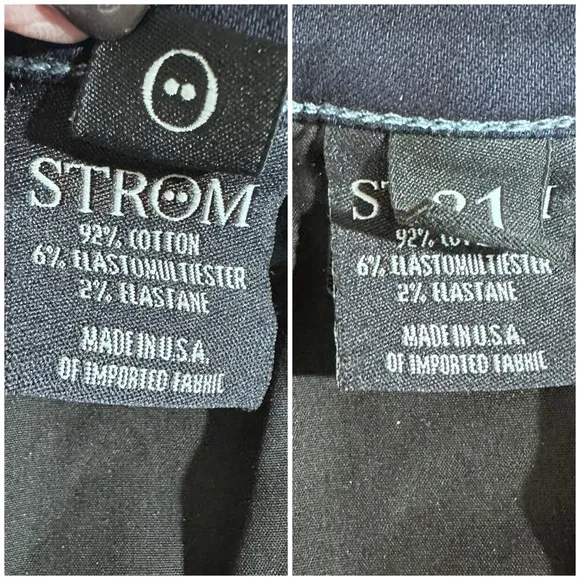 STROM
92% COTTON
6% ELASTOMULTIESTER
2% ELASTANE
MADE IN U.S.A.
OF IMPORTED FABRIC
31
92%
6% ELASTOMULTIESTER
2% ELASTANE
MADE IN U.S.A.
OF IMPORTED FABRIC